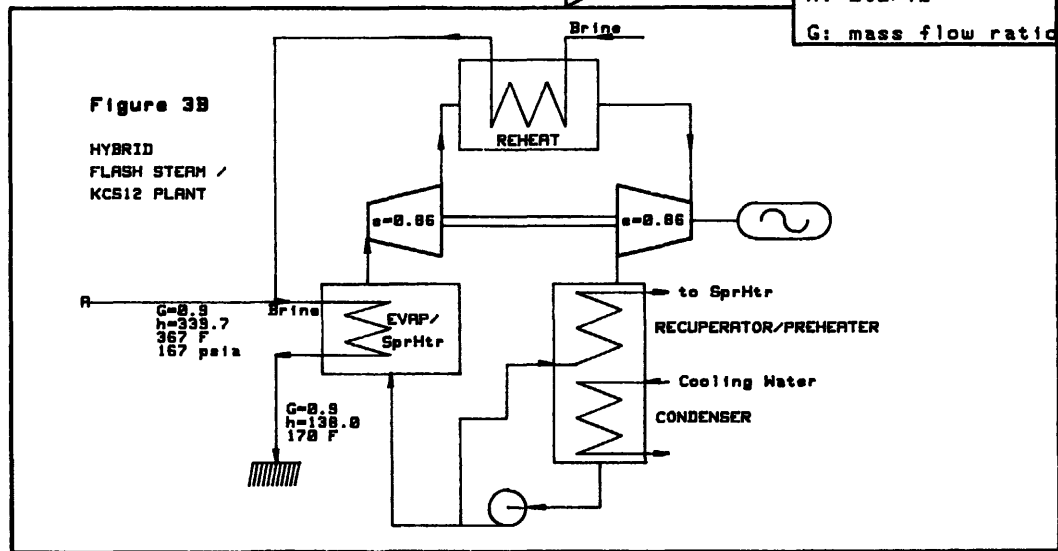 G: mass flow ratio
Brine
Figure 3B
REHEAT
HYBRID
FLASH STEAM /
KCS12 PLANT
e=0.86
e=0.86
A
Brine
G=0.9
h=339.7
367 F
167 psia
EVAP/
SprHtr
to SprHtr
RECUPERATOR/PREHEATER
Cooling Water
CONDENSER
G=0.9
h=138.0
170 F